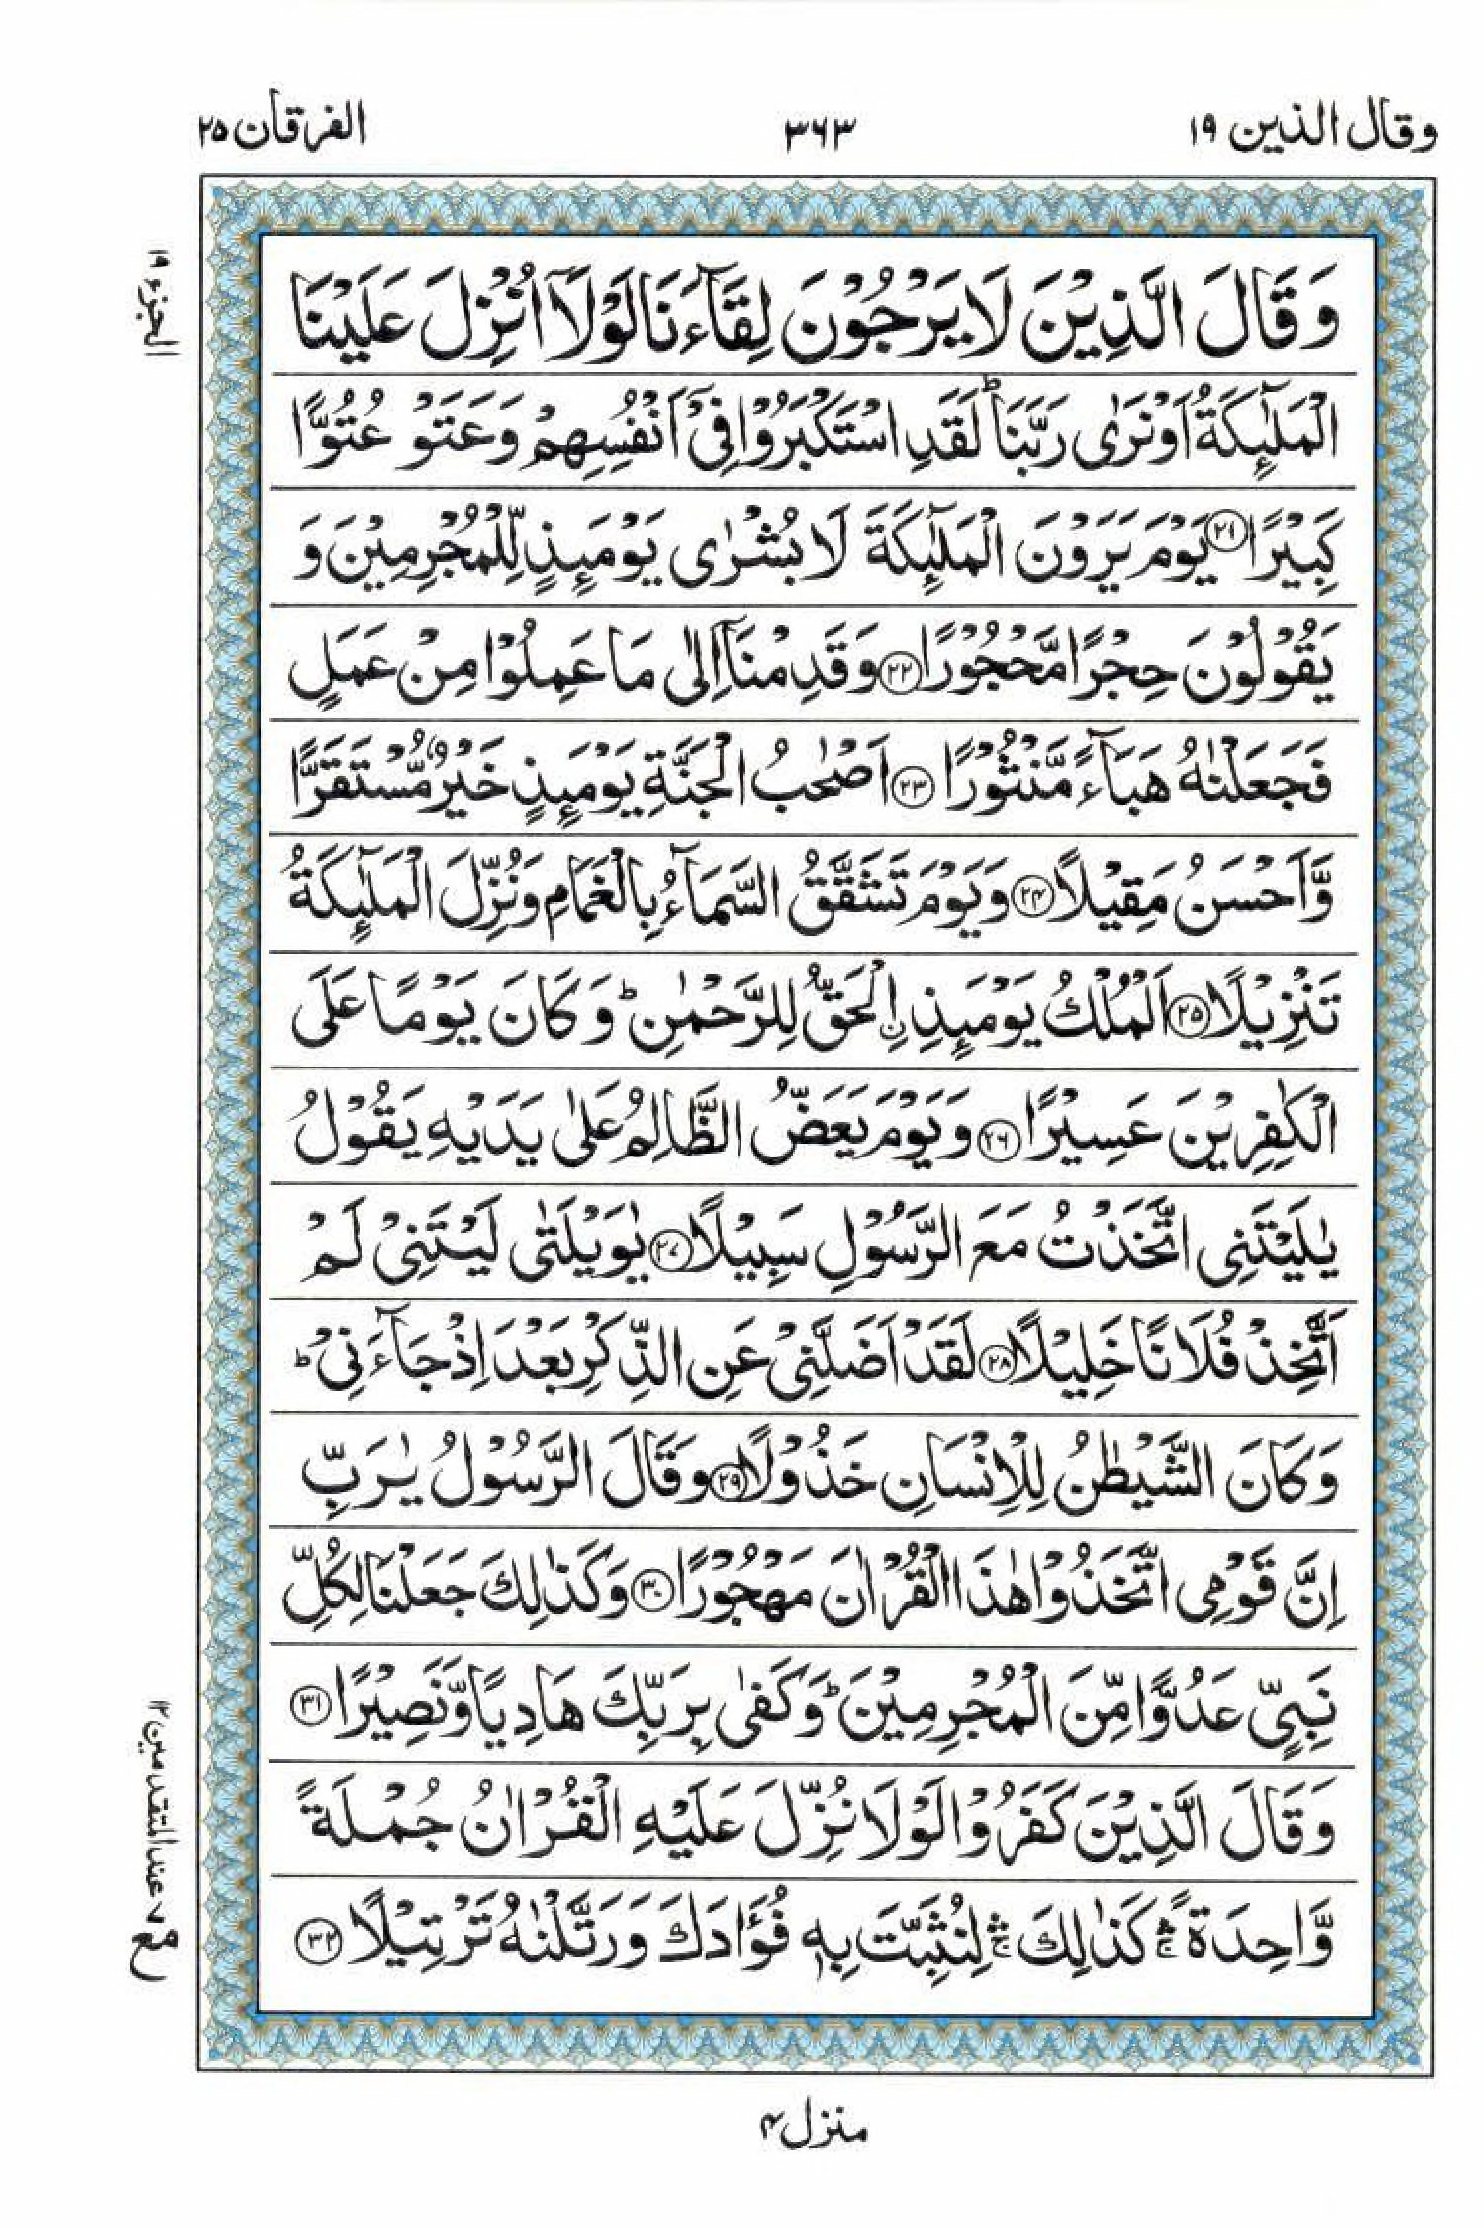 وقال الذين ١٩
٣٦٣
الفرقان ٢٥
الجزء ١٩
وَقَالَ الَّذِيْنَ لَا يَرْجُوْنَ لِقَآءَنَا لَوْلَاۤ اُنْزِلَ عَلَيْنَا
الْمَلٰٓئِكَةُ اَوْ نَرٰى رَبَّنَا ؕ لَقَدِ اسْتَكْبَرُوْا فِيْۤ اَنْفُسِهِمْ وَعَتَوْ عُتُوًّا
كَبِيْرًا ﴿٢١﴾ يَوْمَ يَرَوْنَ الْمَلٰٓئِكَةَ لَا بُشْرٰى يَوْمَئِذٍ لِّلْمُجْرِمِيْنَ وَ
يَقُوْلُوْنَ حِجْرًا مَّحْجُوْرًا ﴿٢٢﴾ وَقَدِمْنَاۤ اِلٰى مَا عَمِلُوْا مِنْ عَمَلٍ
فَجَعَلْنٰهُ هَبَآءً مَّنْثُوْرًا ﴿٢٣﴾ اَصْحٰبُ الْجَنَّةِ يَوْمَئِذٍ خَيْرٌ مُّسْتَقَرًّا
وَّاَحْسَنُ مَقِيْلًا ﴿٢٤﴾ وَيَوْمَ تَشَقَّقُ السَّمَآءُ بِالْغَمَامِ وَنُزِّلَ الْمَلٰٓئِكَةُ
تَنْزِيْلًا ﴿٢٥﴾ اَلْمُلْكُ يَوْمَئِذِ ِۨالْحَقُّ لِلرَّحْمٰنِ ؕ وَكَانَ يَوْمًا عَلَى
الْكٰفِرِيْنَ عَسِيْرًا ﴿٢٦﴾ وَيَوْمَ يَعَضُّ الظَّالِمُ عَلٰى يَدَيْهِ يَقُوْلُ
يٰلَيْتَنِى اتَّخَذْتُ مَعَ الرَّسُوْلِ سَبِيْلًا ﴿٢٧﴾ يٰوَيْلَتٰى لَيْتَنِيْ لَمْ
اَتَّخِذْ فُلَانًا خَلِيْلًا ﴿٢٨﴾ لَقَدْ اَضَلَّنِيْ عَنِ الذِّكْرِ بَعْدَ اِذْ جَآءَنِيْ ؕ
وَكَانَ الشَّيْطٰنُ لِلْاِنْسَانِ خَذُوْلًا ﴿٢٩﴾ وَقَالَ الرَّسُوْلُ يٰرَبِّ
اِنَّ قَوْمِى اتَّخَذُوْا هٰذَا الْقُرْاٰنَ مَهْجُوْرًا ﴿٣٠﴾ وَكَذٰلِكَ جَعَلْنَا لِكُلِّ
نَبِيٍّ عَدُوًّا مِّنَ الْمُجْرِمِيْنَ ؕ وَكَفٰى بِرَبِّكَ هَادِيًا وَّنَصِيْرًا ﴿٣١﴾
وَقَالَ الَّذِيْنَ كَفَرُوْا لَوْلَا نُزِّلَ عَلَيْهِ الْقُرْاٰنُ جُمْلَةً
وَّاحِدَةً ۛۚ كَذٰلِكَ ۛۚ لِنُثَبِّتَ بِهٖ فُؤَادَكَ وَرَتَّلْنٰهُ تَرْتِيْلًا ﴿٣٢﴾
مع ٧ عند المتقدمين ١٢
منزل ٤